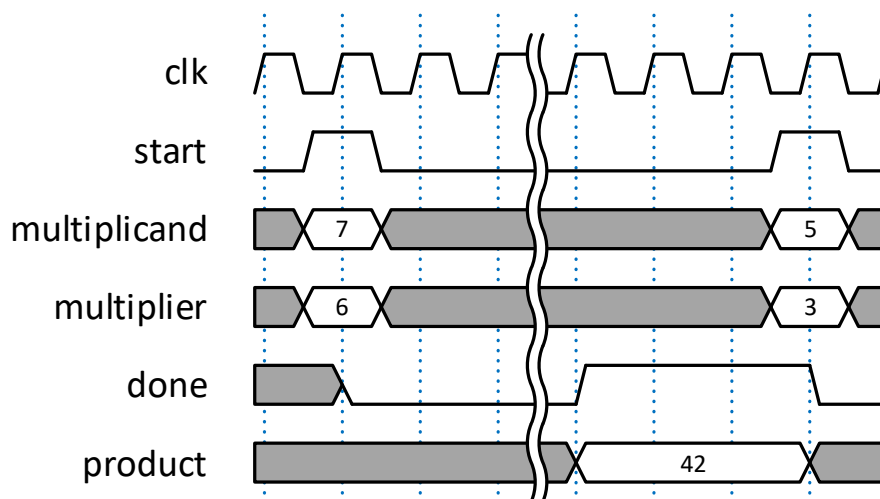 clk
start
multiplicand 7 5
multiplier 6 3
done
product 42